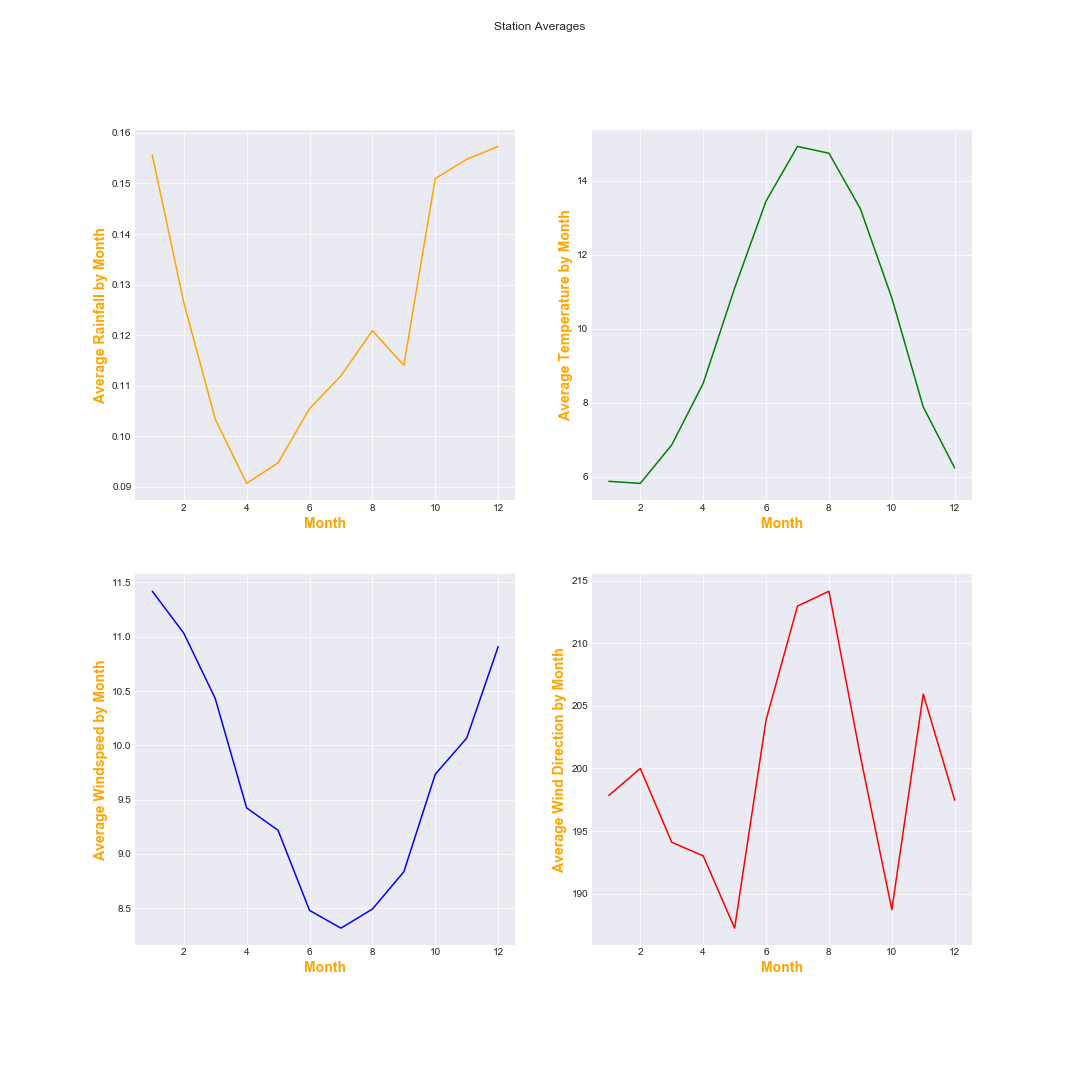 Station Averages
Average Rainfall by Month
0.16
0.15
0.14
0.13
0.12
0.11
0.10
0.09
2 4 6 8 10 12
Month
Average Temperature by Month
14
12
10
8
6
2 4 6 8 10 12
Month
Average Windspeed by Month
11.5
11.0
10.5
10.0
9.5
9.0
8.5
2 4 6 8 10 12
Month
Average Wind Direction by Month
215
210
205
200
195
190
2 4 6 8 10 12
Month